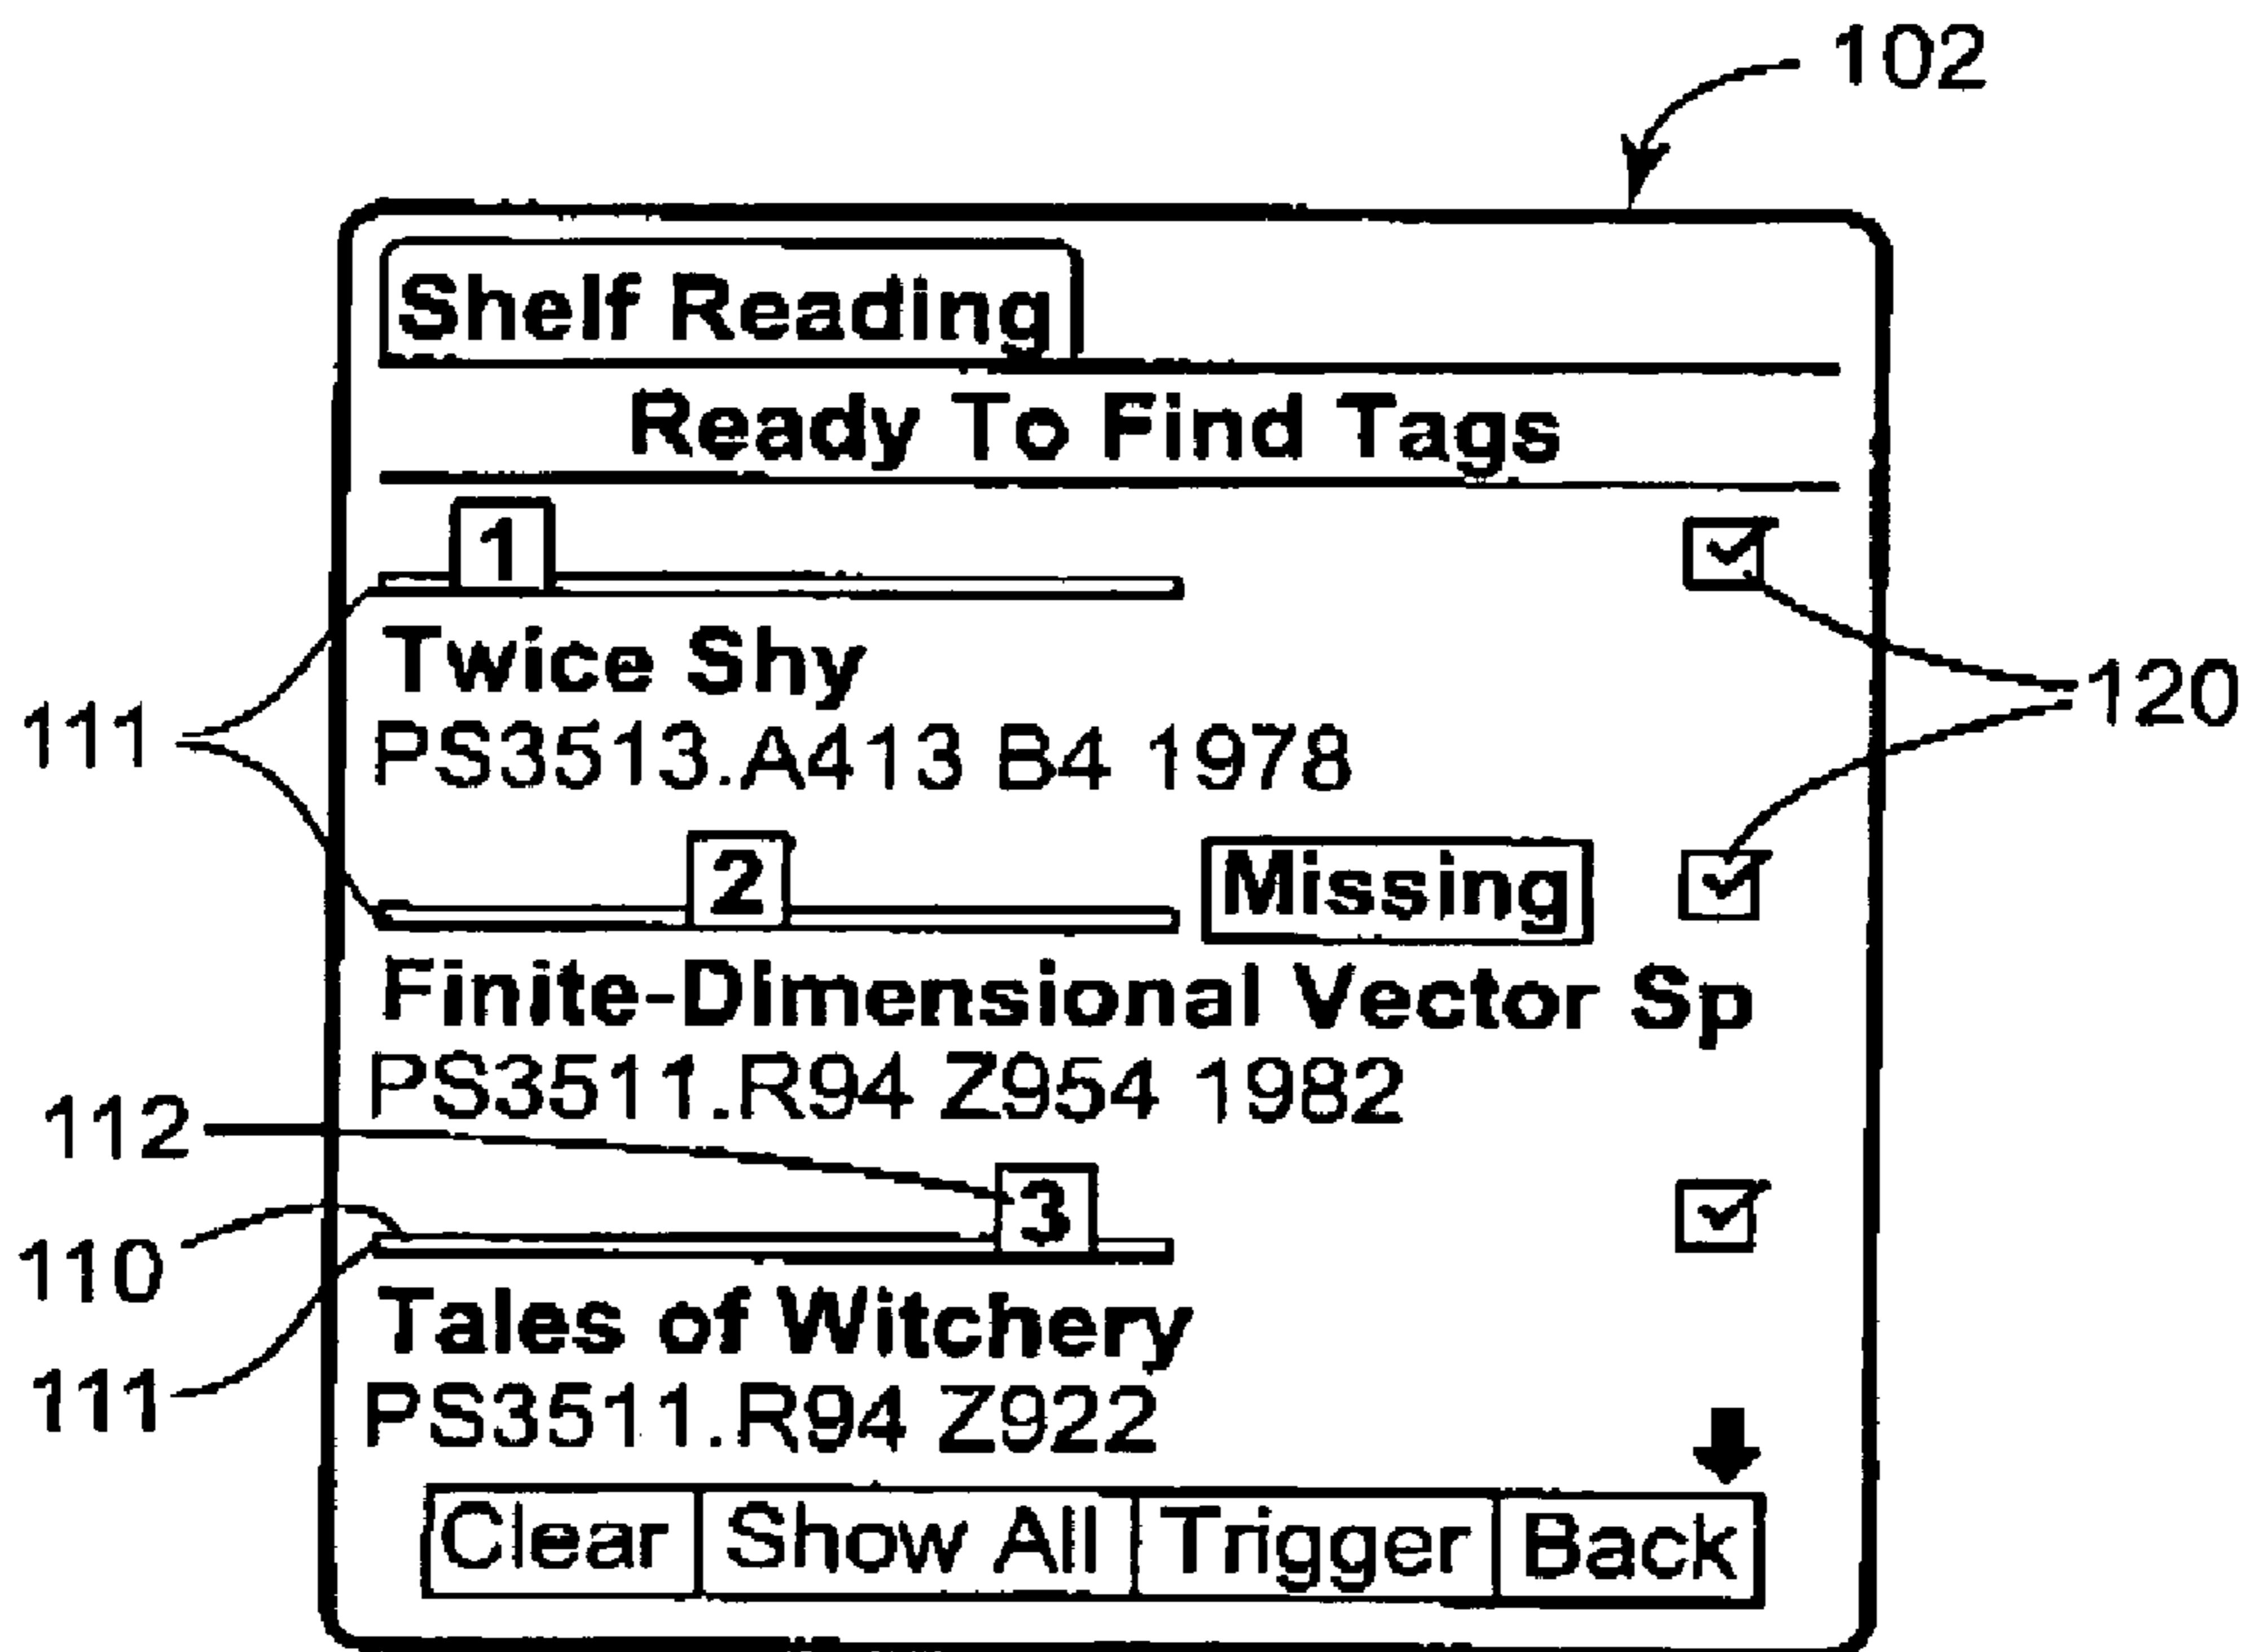 102
Shelf Reading
Ready To Find Tags
1
Twice Shy
120
111
PS3513.A413 B4 1978
2 Missing
Finite-Dimensional Vector Sp
PS3511.R94 Z954 1982
112
3
110
Tales of Witchery
111
PS3511.R94 Z922
Clear Show All Trigger Back